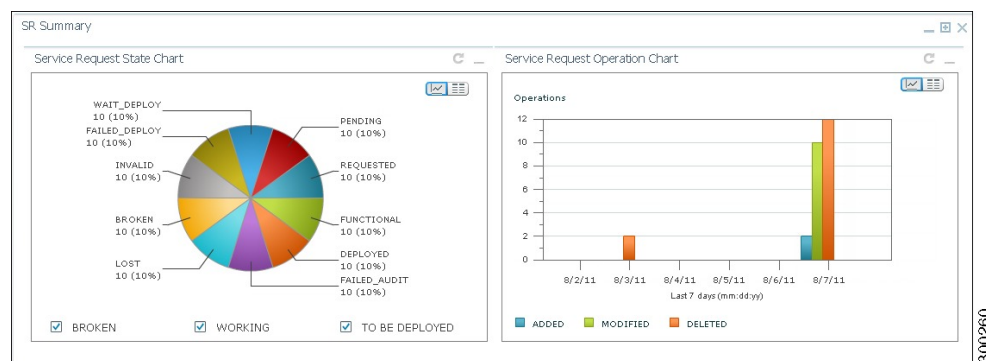 SR Summary
Service Request State Chart
WAIT_DEPLOY
10 (10%)
FAILED_DEPLOY
10 (10%)
INVALID
10 (10%)
BROKEN
10 (10%)
LOST
10 (10%)
PENDING
10 (10%)
REQUESTED
10 (10%)
FUNCTIONAL
10 (10%)
DEPLOYED
10 (10%)
FAILED_AUDIT
10 (10%)
BROKEN WORKING TO BE DEPLOYED
Service Request Operation Chart
Operations
12
10
8
6
4
2
0
8/2/11 8/3/11 8/4/11 8/5/11 8/6/11 8/7/11
Last 7 days (mm:dd:yy)
ADDED MODIFIED DELETED
300260